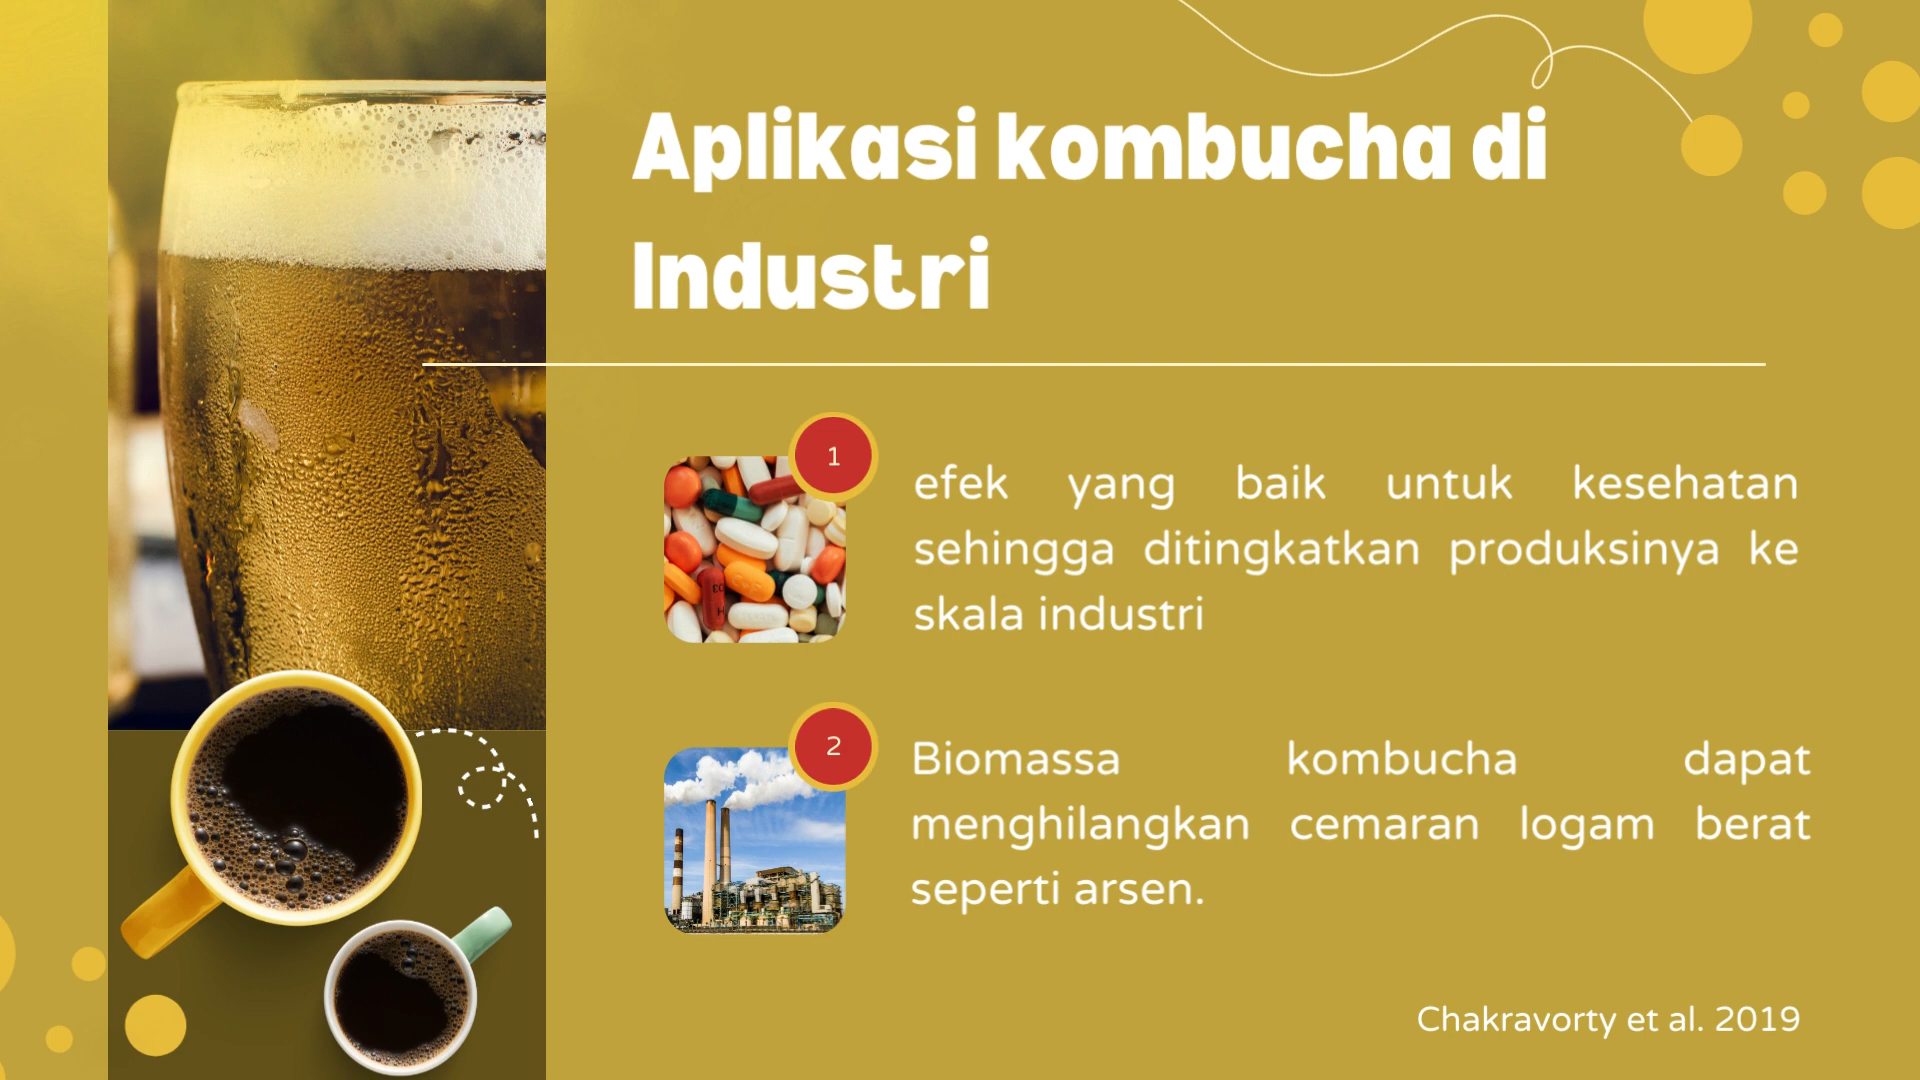 Aplikasi kombucha di
Industri
1
efek yang baik untuk kesehatan
sehingga ditingkatkan produksinya ke
skala industri
2
Biomassa kombucha dapat
menghilangkan cemaran logam berat
seperti arsen.
Chakravorty et al. 2019